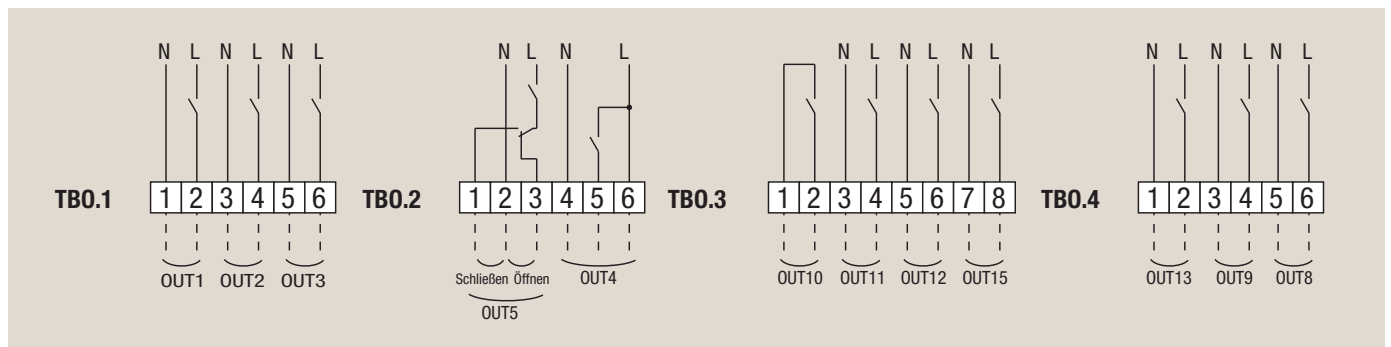 N L N L N L
N L N L
N L N L N L
N L N L N L
TB0.1 1 2 3 4 5 6
TB0.2 1 2 3 4 5 6
TB0.3 1 2 3 4 5 6 7 8
TB0.4 1 2 3 4 5 6
OUT1 OUT2 OUT3
Schließen Öffnen OUT4
OUT5
OUT10 OUT11 OUT12 OUT15
OUT13 OUT9 OUT8